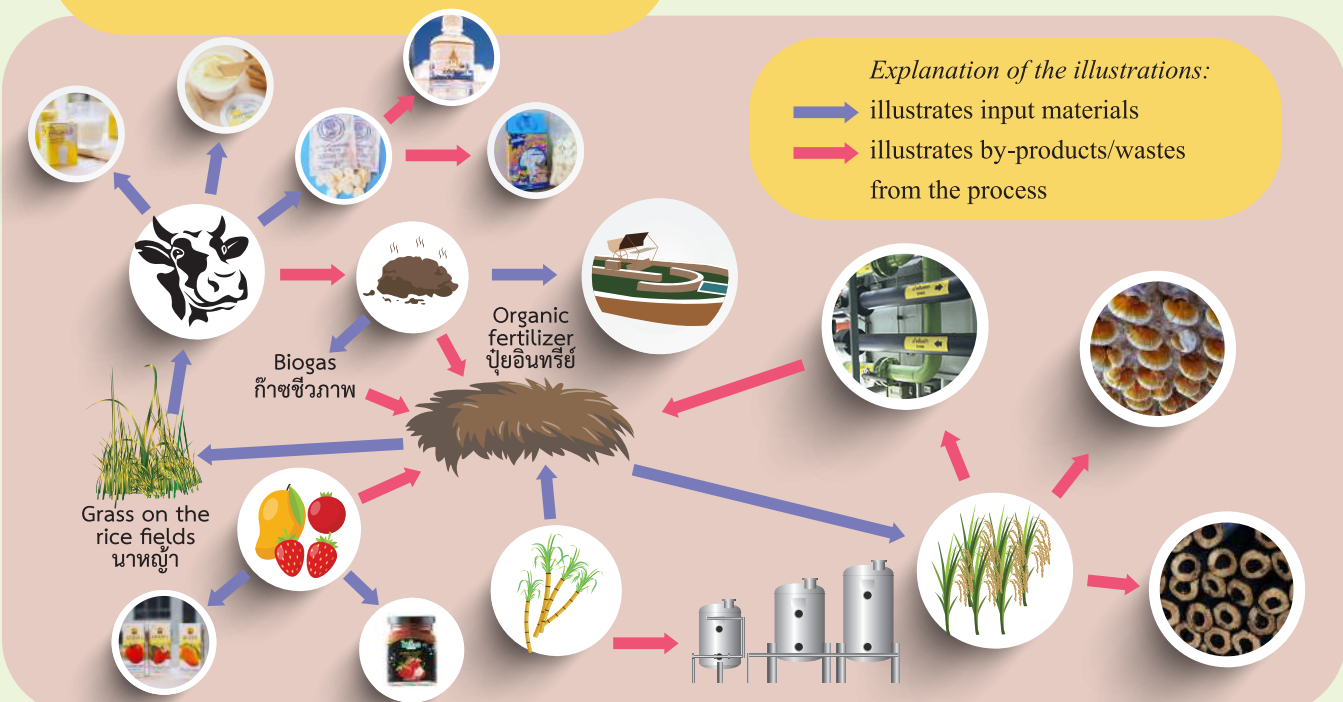 Explanation of the illustrations:
illustrates input materials
illustrates by-products/wastes
from the process
Organic
fertilizer
ปุ๋ยอินทรีย์
Biogas
ก๊าซชีวภาพ
Grass on the
rice fields
นาหญ้า